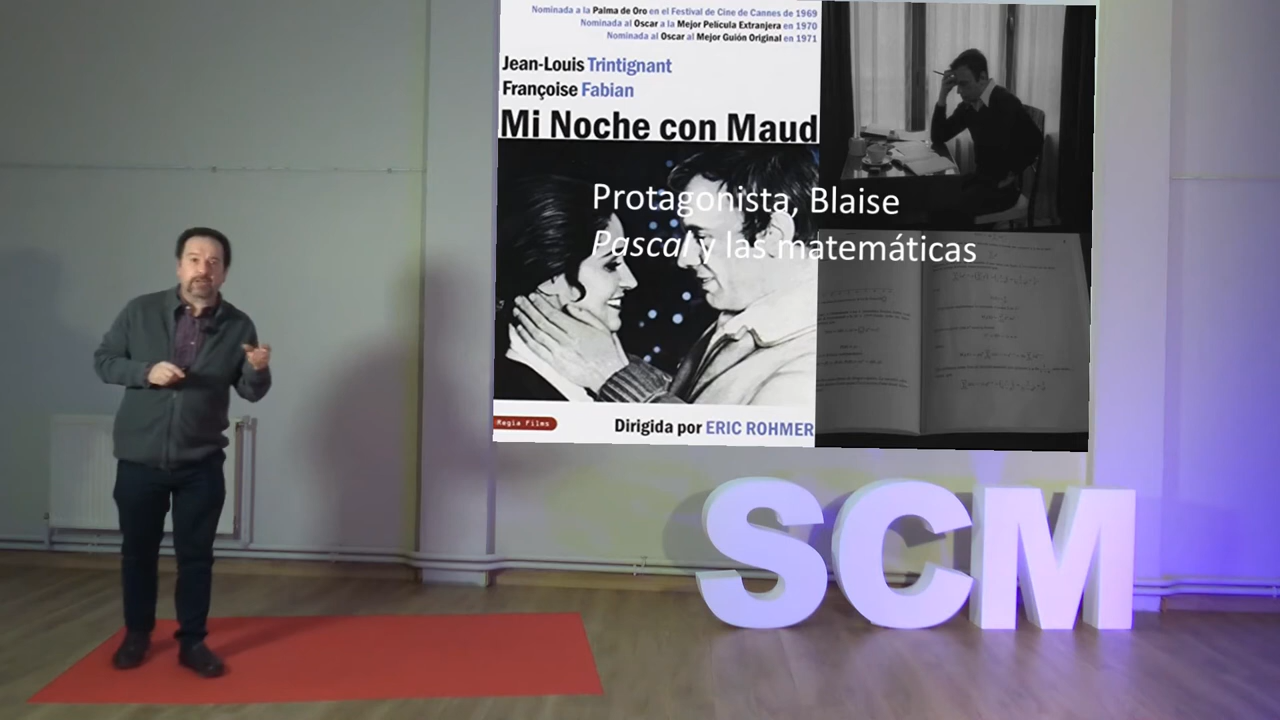 Nominada a la Palma de Oro en el Festival de Cine de Cannes de 1969
Nominada al Oscar a la Mejor Película Extranjera en 1970
Nominada al Oscar al Mejor Guión Original en 1971
Jean-Louis Trintignant
Françoise Fabian
Mi Noche con Maud
Protagonista, Blaise
Pascal y las matemáticas
Regia Films
Dirigida por ERIC ROHMER
SCM